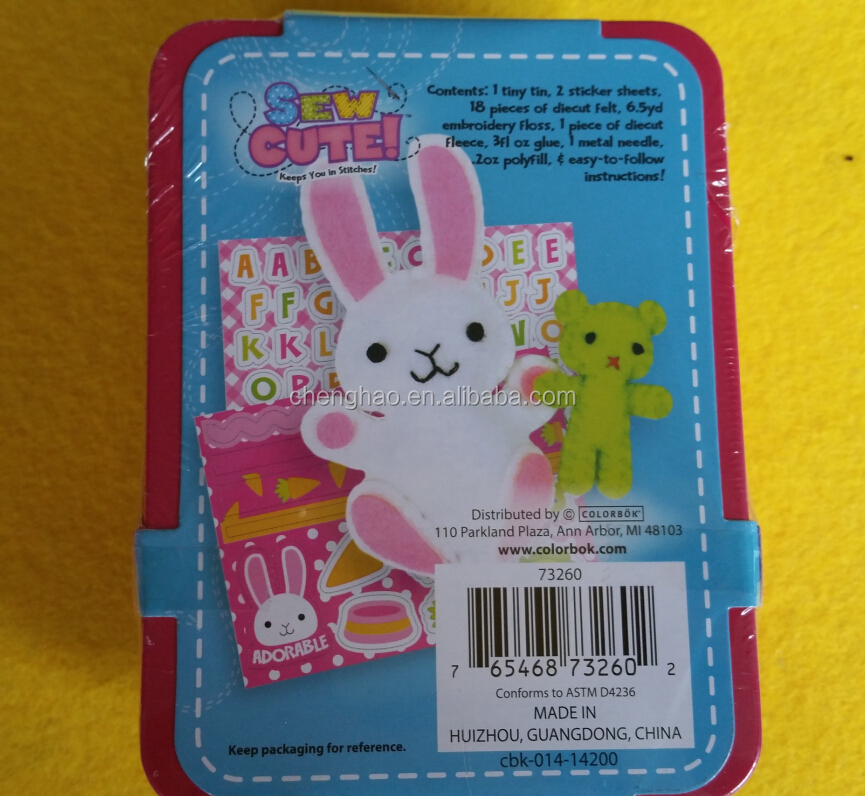 SEW
CUTE!
Keeps You in Stitches!
Contents: 1 tiny tin, 2 sticker sheets,
18 pieces of diecut felt, 6.5yd
embroidery floss, 1 piece of diecut
fleece, 3fl oz glue, 1 metal needle,
.2oz polyfill, & easy-to-follow
instructions!
A A B C D E E
F F G J J
K K L N O
O P
chenghao.en.alibaba.com
ADORABLE
Distributed by © COLORBÖK
110 Parkland Plaza, Ann Arbor, MI 48103
www.colorbok.com
73260
7 65468 73260 2
Conforms to ASTM D4236
MADE IN
HUIZHOU, GUANGDONG, CHINA
cbk-014-14200
Keep packaging for reference.